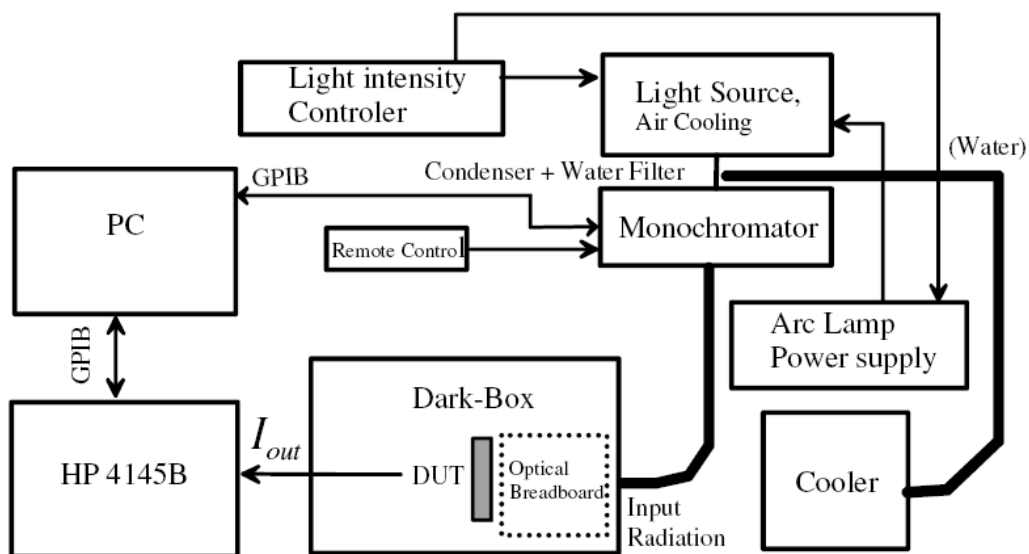 Light intensity
Controler
Light Source,
Air Cooling
(Water)
GPIB
Condenser + Water Filter
PC
Monochromator
Remote Control
GPIB
Arc Lamp
Power supply
Dark-Box
I out
HP 4145B
DUT
Optical
Breadboard
Input
Radiation
Cooler